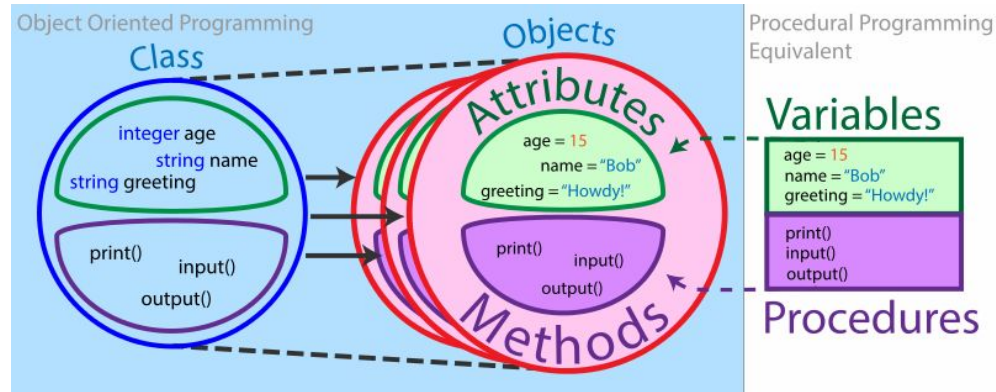 Object Oriented Programming
Class
integer age
string name
string greeting
print()
input()
output()
Objects
Attributes
age = 15
name = “Bob”
greeting = “Howdy!”
print()
input()
output()
Methods
Procedural Programming
Equivalent
Variables
age = 15
name = “Bob”
greeting = “Howdy!”
print()
input()
output()
Procedures